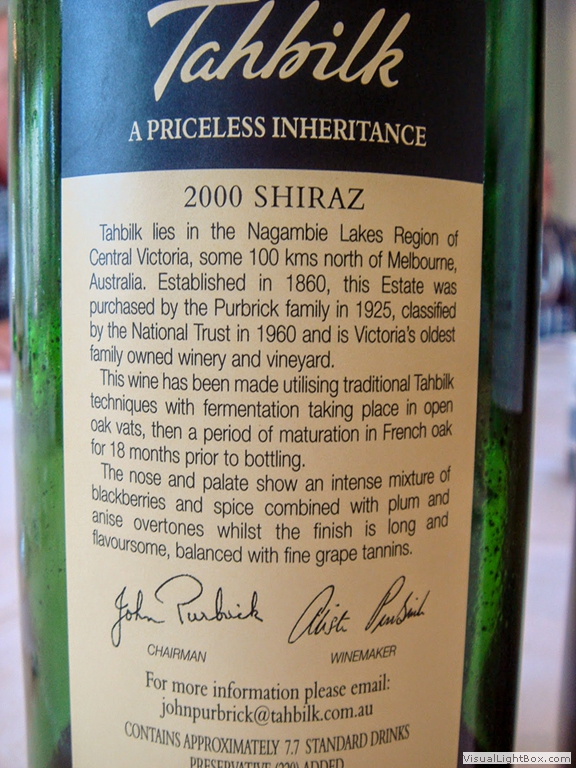 Tahbilk
A PRICELESS INHERITANCE
2000 SHIRAZ
Tahbilk lies in the Nagambie Lakes Region of
Central Victoria, some 100 kms north of Melbourne,
Australia. Established in 1860, this Estate was
purchased by the Purbrick family in 1925, classified
by the National Trust in 1960 and is Victoria's oldest
family owned winery and vineyard.
This wine has been made utilising traditional Tahbilk
techniques with fermentation taking place in open
oak vats, then a period of maturation in French oak
for 18 months prior to bottling.
The nose and palate show an intense mixture of
blackberries and spice combined with plum and
anise overtones whilst the finish is long and
flavoursome, balanced with fine grape tannins.
John Purbrick
CHAIRMAN
WINEMAKER
For more information please email:
johnpurbrick@tahbilk.com.au
CONTAINS APPROXIMATELY 7.7 STANDARD DRINKS
PRESERVATIVE (220) ADDED
VisualLightBox.com